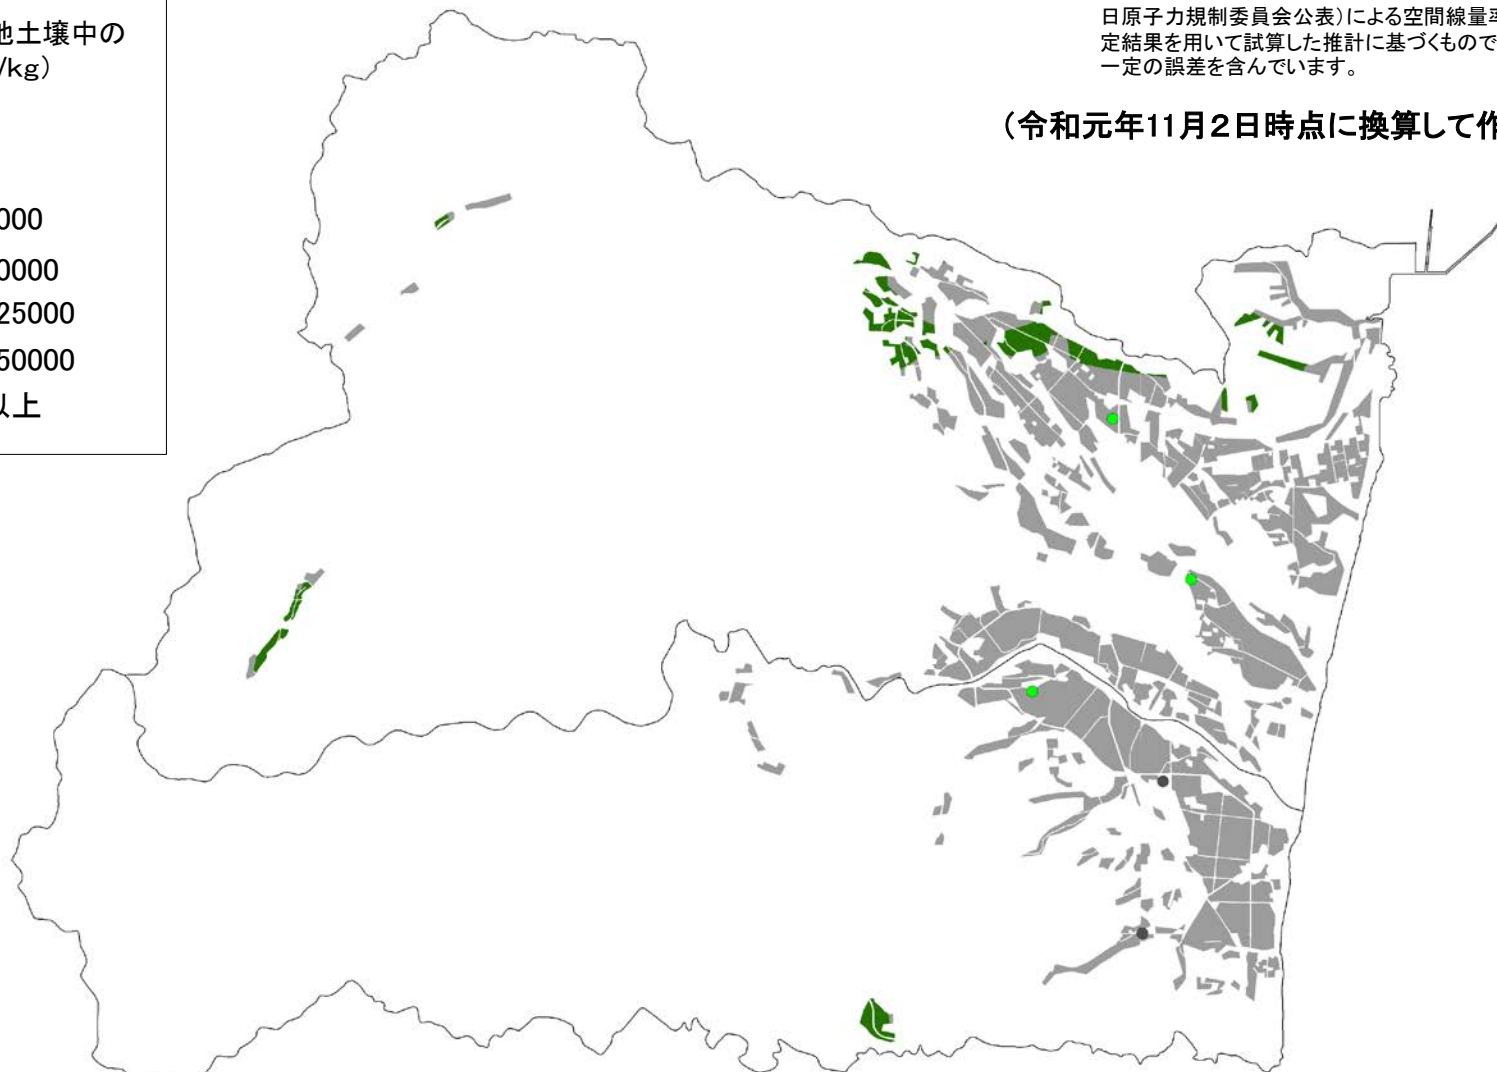 地土壌中の
/kg）
000
0000
25000
50000
以上
日原子力規制委員会公表）による空間線量率
定結果を用いて試算した推計に基づくもので
一定の誤差を含んでいます。
（令和元年11月２日時点に換算して作